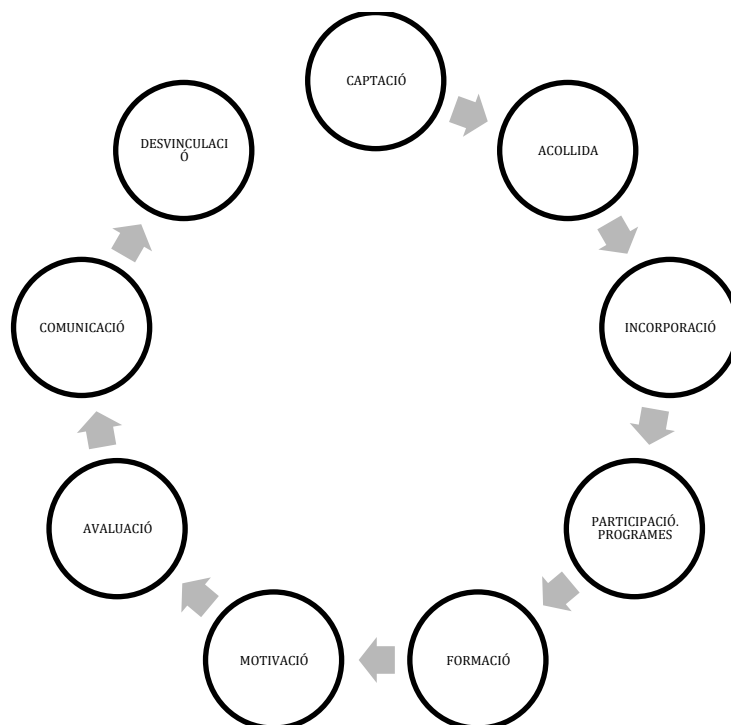 CAPTACIÓ
ACOLLIDA
INCORPORACIÓ
PARTICIPACIÓ.
PROGRAMES
FORMACIÓ
MOTIVACIÓ
AVALUACIÓ
COMUNICACIÓ
DESVINCULACI
Ó